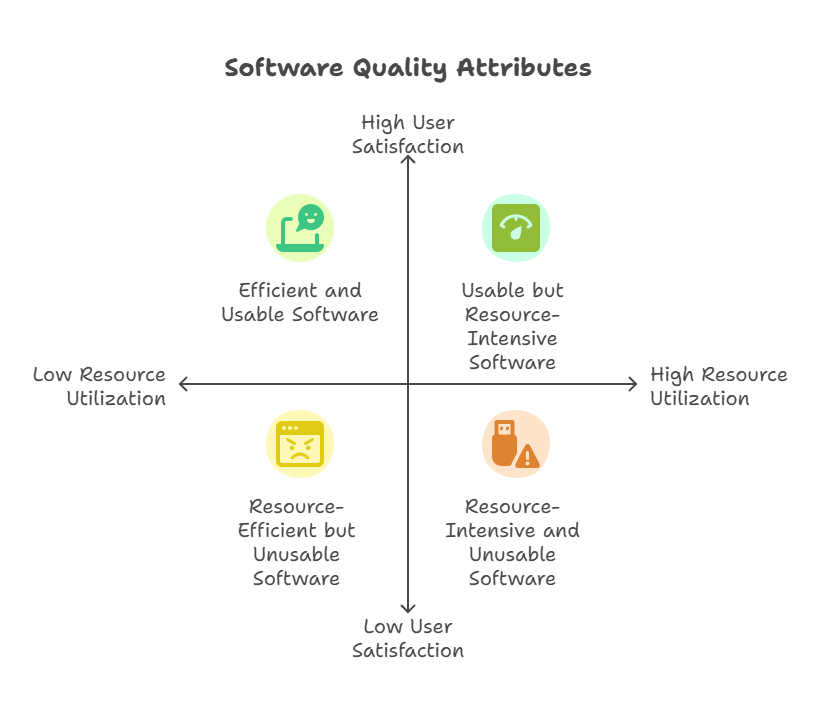 Software Quality Attributes
High User
Satisfaction
Efficient and
Usable Software
Usable but
Resource-
Intensive
Software
Low Resource
Utilization
High Resource
Utilization
Resource-
Efficient but
Unusable
Software
Resource-
Intensive and
Unusable
Software
Low User
Satisfaction